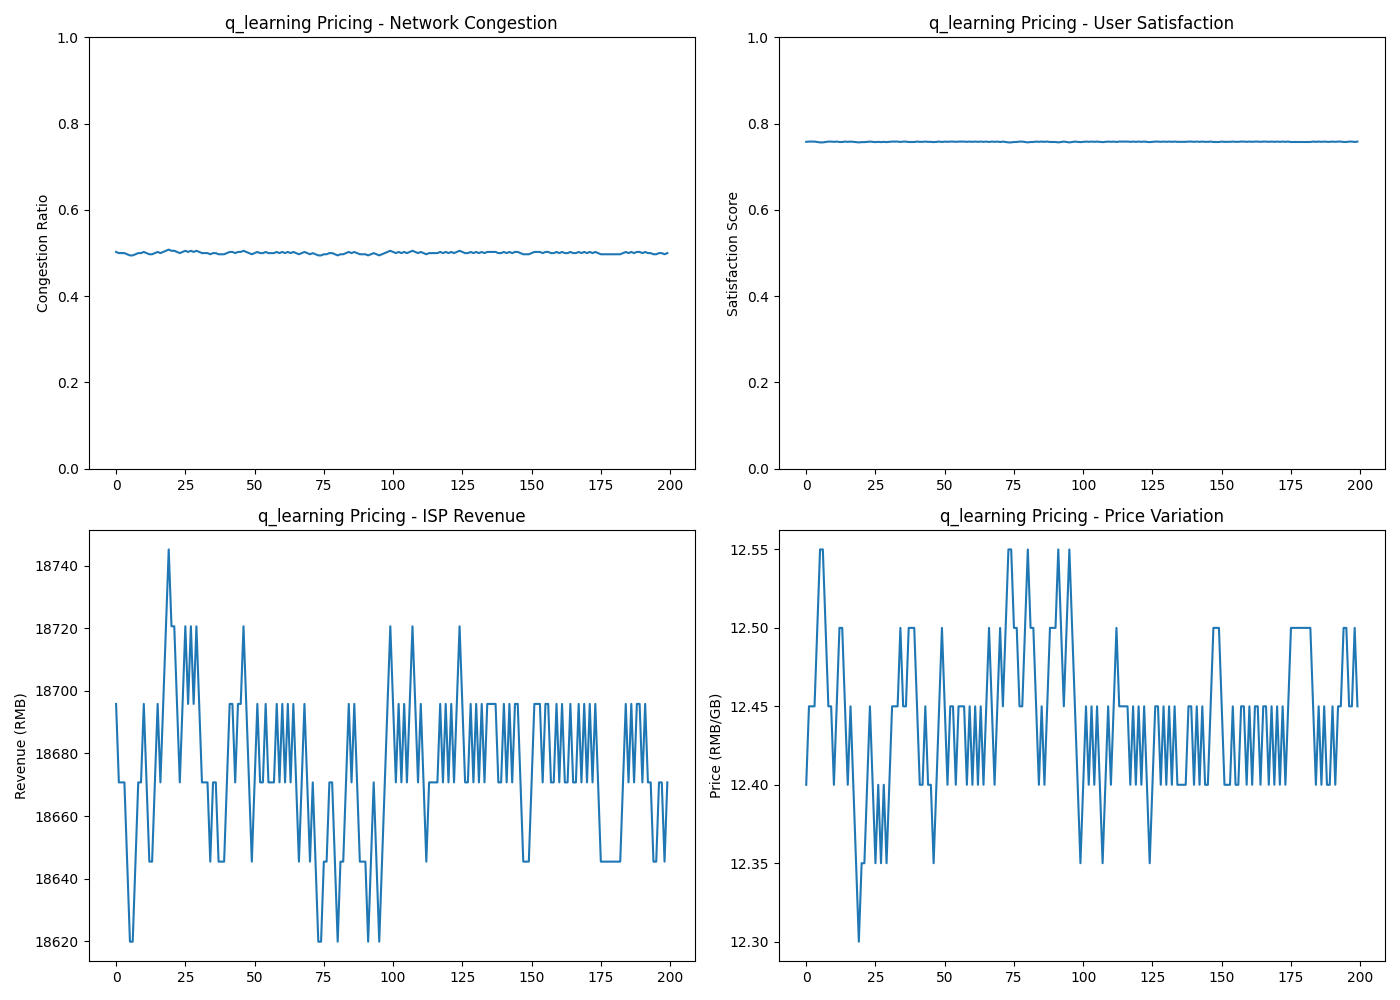 q_learning Pricing - Network Congestion
Congestion Ratio
1.0
0.8
0.6
0.4
0.2
0.0
0 25 50 75 100 125 150 175 200
q_learning Pricing - User Satisfaction
Satisfaction Score
1.0
0.8
0.6
0.4
0.2
0.0
0 25 50 75 100 125 150 175 200
q_learning Pricing - ISP Revenue
Revenue (RMB)
18740
18720
18700
18680
18660
18640
18620
0 25 50 75 100 125 150 175 200
q_learning Pricing - Price Variation
Price (RMB/GB)
12.55
12.50
12.45
12.40
12.35
12.30
0 25 50 75 100 125 150 175 200